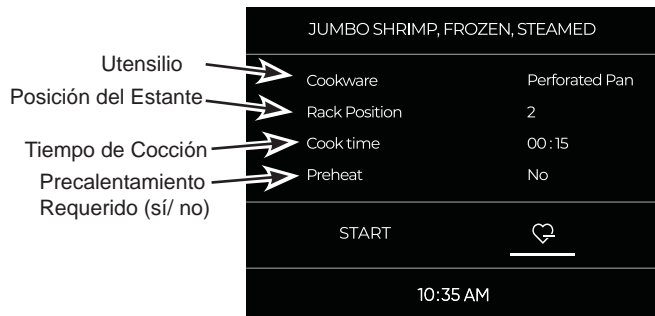 JUMBO SHRIMP, FROZEN, STEAMED
Utensilio
Cookware Perforated Pan
Posición del Estante
Rack Position 2
Tiempo de Cocción
Cook time 00:15
Precalentamiento
Requerido (sí/ no)
Preheat No
START
10:35 AM